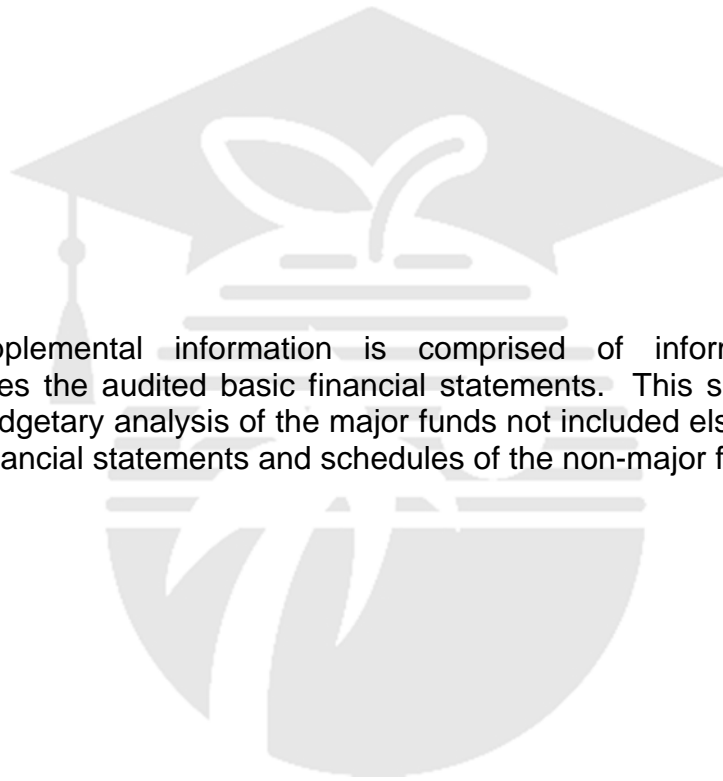 pplemental information is comprised of inform
es the audited basic financial statements. This s
dgetary analysis of the major funds not included els
ancial statements and schedules of the non-major f